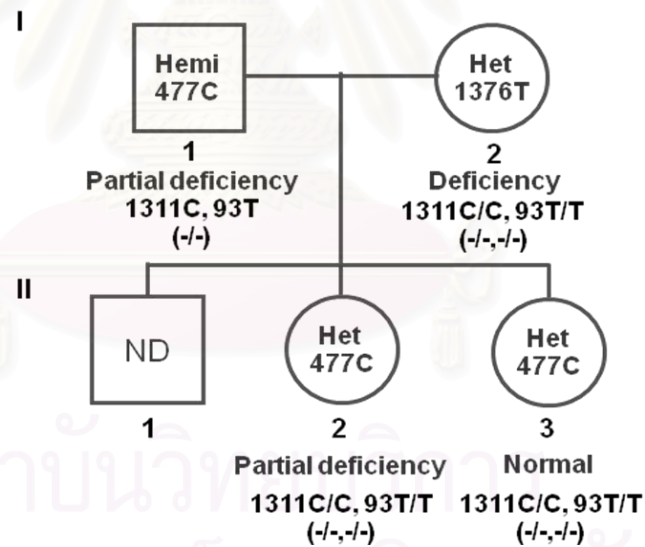 I
Hemi
477C
Het
1376T
1
2
Partial deficiency
Deficiency
1311C, 93T
1311C/C, 93T/T
(-/-)
(-/-,-/-)
II
ND
Het
477C
Het
477C
1
2
3
Partial deficiency
Normal
1311C/C, 93T/T
1311C/C, 93T/T
(-/-,-/-)
(-/-,-/-)